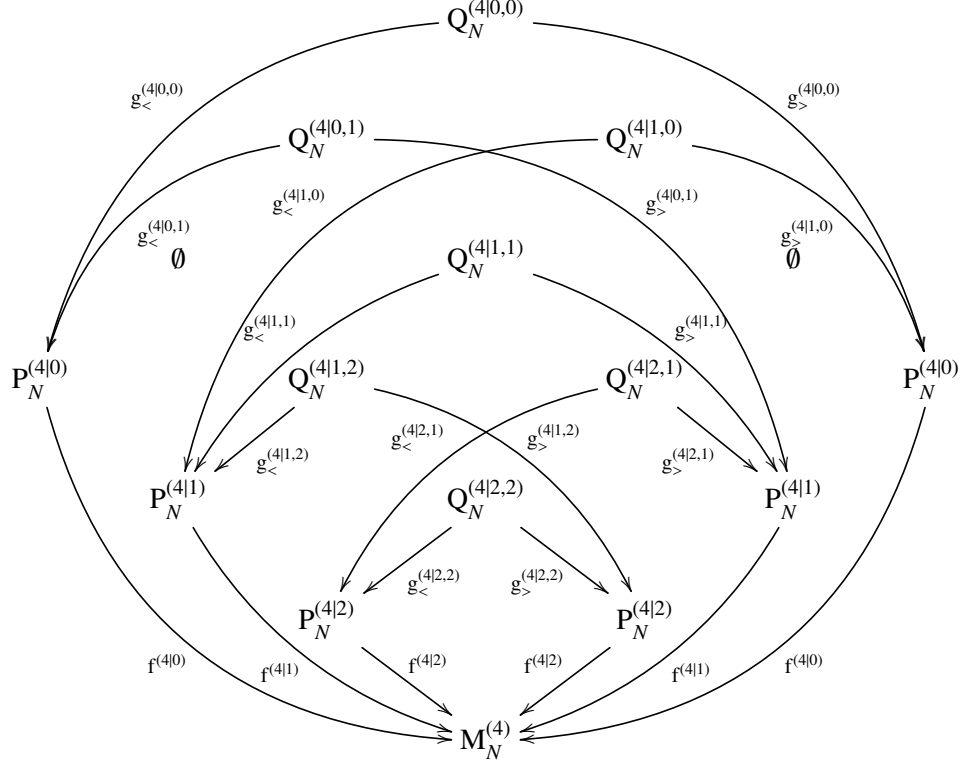 Q_N^{(4|0,0)}
g_<^{(4|0,0)} g_>^{(4|0,0)}
Q_N^{(4|0,1)} Q_N^{(4|1,0)}
g_<^{(4|1,0)} g_>^{(4|0,1)}
g_<^{(4|0,1)} g_>^{(4|1,0)}
∅ Q_N^{(4|1,1)} ∅
g_<^{(4|1,1)} g_>^{(4|1,1)}
P_N^{(4|0)} Q_N^{(4|1,2)} Q_N^{(4|2,1)} P_N^{(4|0)}
g_<^{(4|2,1)} g_>^{(4|1,2)}
g_<^{(4|1,2)} g_>^{(4|2,1)}
P_N^{(4|1)} Q_N^{(4|2,2)} P_N^{(4|1)}
g_<^{(4|2,2)} g_>^{(4|2,2)}
P_N^{(4|2)} P_N^{(4|2)}
f^{(4|0)} f^{(4|1)} f^{(4|2)} f^{(4|2)} f^{(4|1)} f^{(4|0)}
M_N^{(4)}